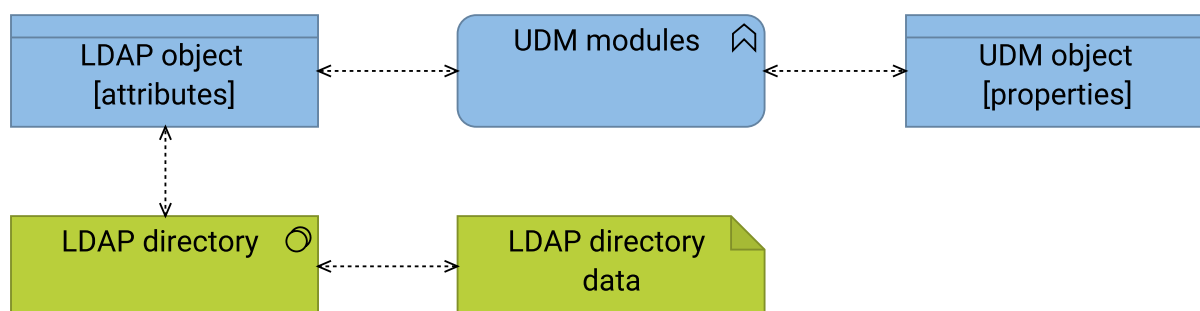 LDAP object
[attributes]
UDM modules
UDM object
[properties]
LDAP directory
LDAP directory
data